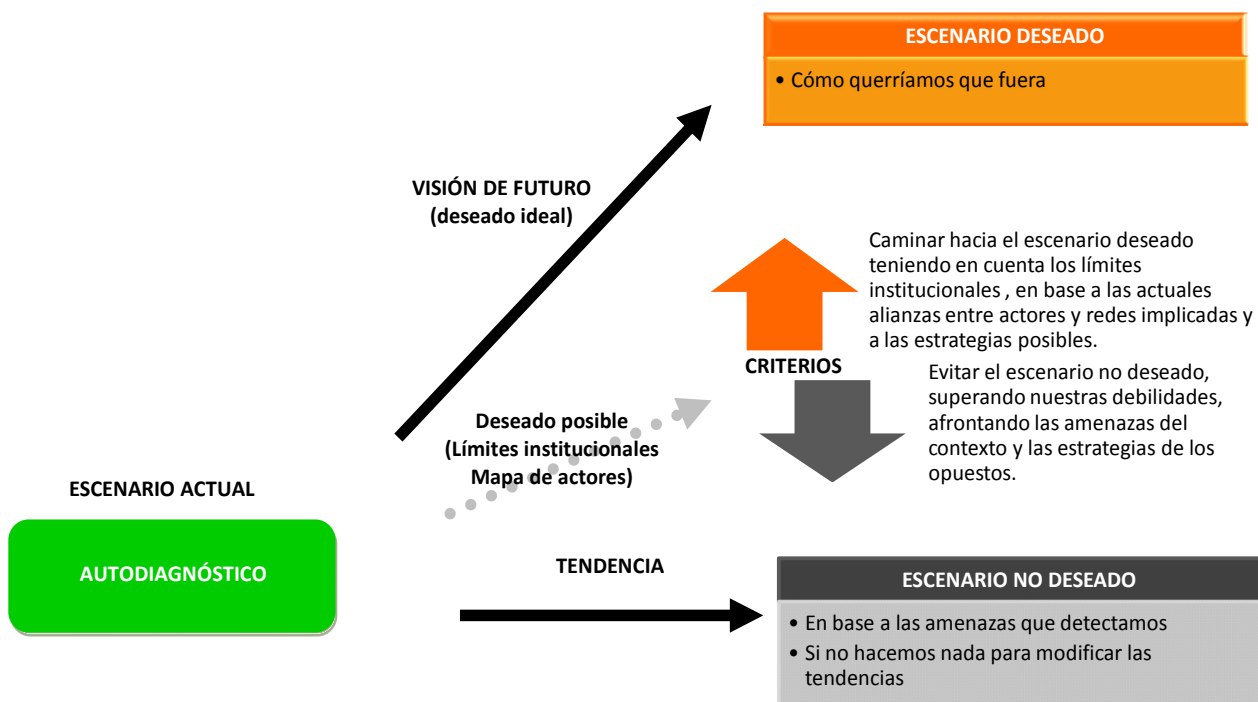 ESCENARIO DESEADO
• Cómo querríamos que fuera
VISIÓN DE FUTURO
(deseado ideal)
Caminar hacia el escenario deseado
teniendo en cuenta los límites
institucionales , en base a las actuales
alianzas entre actores y redes implicadas y
a las estrategias posibles.
CRITERIOS
Evitar el escenario no deseado,
superando nuestras debilidades,
afrontando las amenazas del
contexto y las estrategias de los
opuestos.
Deseado posible
(Límites institucionales
Mapa de actores)
ESCENARIO ACTUAL
AUTODIAGNÓSTICO
TENDENCIA
ESCENARIO NO DESEADO
• En base a las amenazas que detectamos
• Si no hacemos nada para modificar las
tendencias